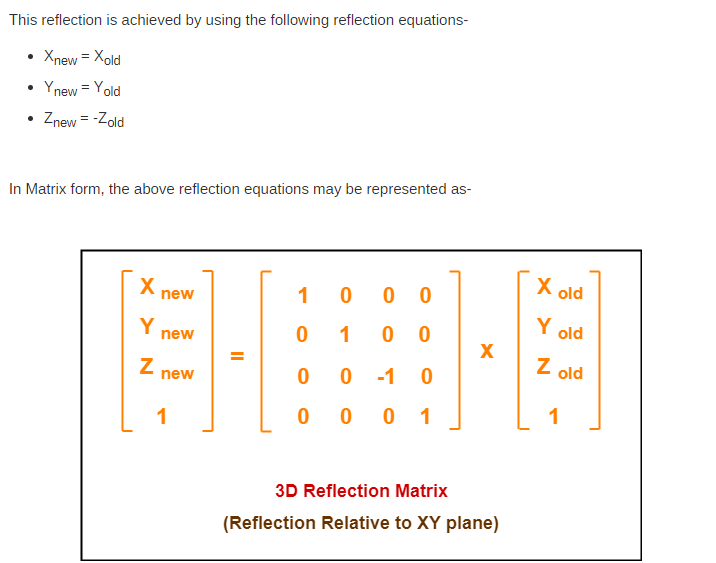 This reflection is achieved by using the following reflection equations-
• Xnew = Xold
• Ynew = Yold
• Znew = -Zold
In Matrix form, the above reflection equations may be represented as-
X new 1 0 0 0 X old
Y new 0 1 0 0 Y old
= X
Z new 0 0 -1 0 Z old
1 0 0 0 1 1
3D Reflection Matrix
(Reflection Relative to XY plane)